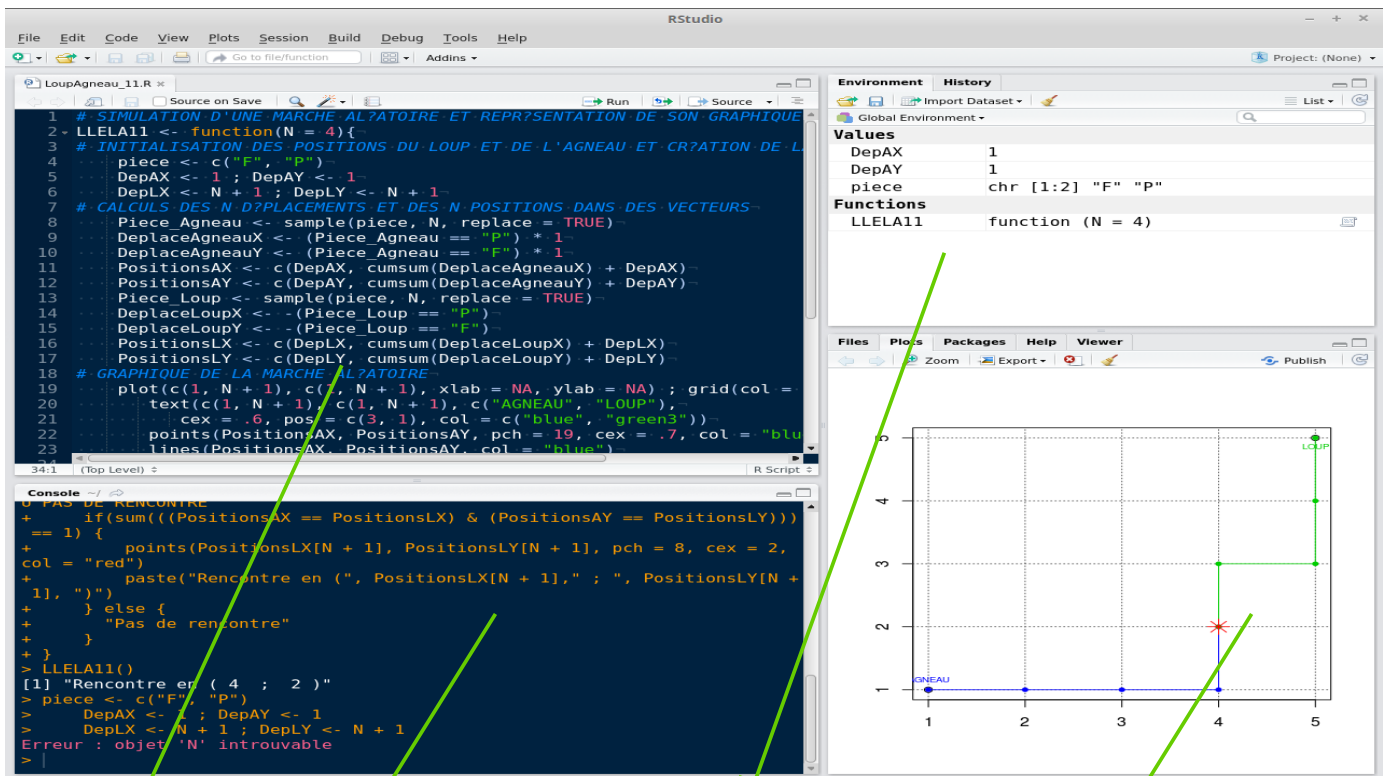 RStudio
File Edit Code View Plots Session Build Debug Tools Help
Go to file/function Addins Project: (None)
LoupAgneau_11.R
Source on Save Run Source
1 # SIMULATION D'UNE MARCHE AL?ATOIRE ET REPR?SENTATION DE SON GRAPHIQUE
2 LLELA11 <- function(N = 4){
3 # INITIALISATION DES POSITIONS DU LOUP ET DE L'AGNEAU ET CR?ATION DE L
4 piece <- c("F", "P")
5 DepAX <- 1 ; DepAY <- 1
6 DepLX <- N + 1 ; DepLY <- N + 1
7 # CALCULS DES N D?PLACEMENTS ET DES N POSITIONS DANS DES VECTEURS
8 Piece_Agneau <- sample(piece, N, replace = TRUE)
9 DeplaceAgneauX <- (Piece_Agneau == "P") * 1
10 DeplaceAgneauY <- (Piece_Agneau == "F") * 1
11 PositionsAX <- c(DepAX, cumsum(DeplaceAgneauX) + DepAX)
12 PositionsAY <- c(DepAY, cumsum(DeplaceAgneauY) + DepAY)
13 Piece_Loup <- sample(piece, N, replace = TRUE)
14 DeplaceLoupX <- -(Piece_Loup == "P")
15 DeplaceLoupY <- -(Piece_Loup == "F")
16 PositionsLX <- c(DepLX, cumsum(DeplaceLoupX) + DepLX)
17 PositionsLY <- c(DepLY, cumsum(DeplaceLoupY) + DepLY)
18 # GRAPHIQUE DE LA MARCHE AL?ATOIRE
19 plot(c(1, N + 1), c(1, N + 1), xlab = NA, ylab = NA) ; grid(col =
20 text(c(1, N + 1), c(1, N + 1), c("AGNEAU", "LOUP"),
21 cex = .6, pos = c(3, 1), col = c("blue", "green3"))
22 points(PositionsAX, PositionsAY, pch = 19, cex = .7, col = "blu
23 lines(PositionsAX, PositionsAY, col = "blue")
34:1 (Top Level) R Script
Console ~/
U PAS DE RENCONTRE
+ if(sum(((PositionsAX == PositionsLX) & (PositionsAY == PositionsLY)))
== 1) {
+ points(PositionsLX[N + 1], PositionsLY[N + 1], pch = 8, cex = 2,
col = "red")
+ paste("Rencontre en (", PositionsLX[N + 1]," ; ", PositionsLY[N +
1], ")")
+ } else {
+ "Pas de rencontre"
+ }
+ }
> LLELA11()
[1] "Rencontre en ( 4 ; 2 )"
> piece <- c("F", "P")
> DepAX <- 1 ; DepAY <- 1
> DepLX <- N + 1 ; DepLY <- N + 1
Erreur : objet 'N' introuvable
>
Environment History
Import Dataset List
Global Environment
Values
DepAX 1
DepAY 1
piece chr [1:2] "F" "P"
Functions
LLELA11 function (N = 4)
Files Plots Packages Help Viewer
Zoom Export Publish
5
LOUP
4
3
2
GNEAU
1
1 2 3 4 5